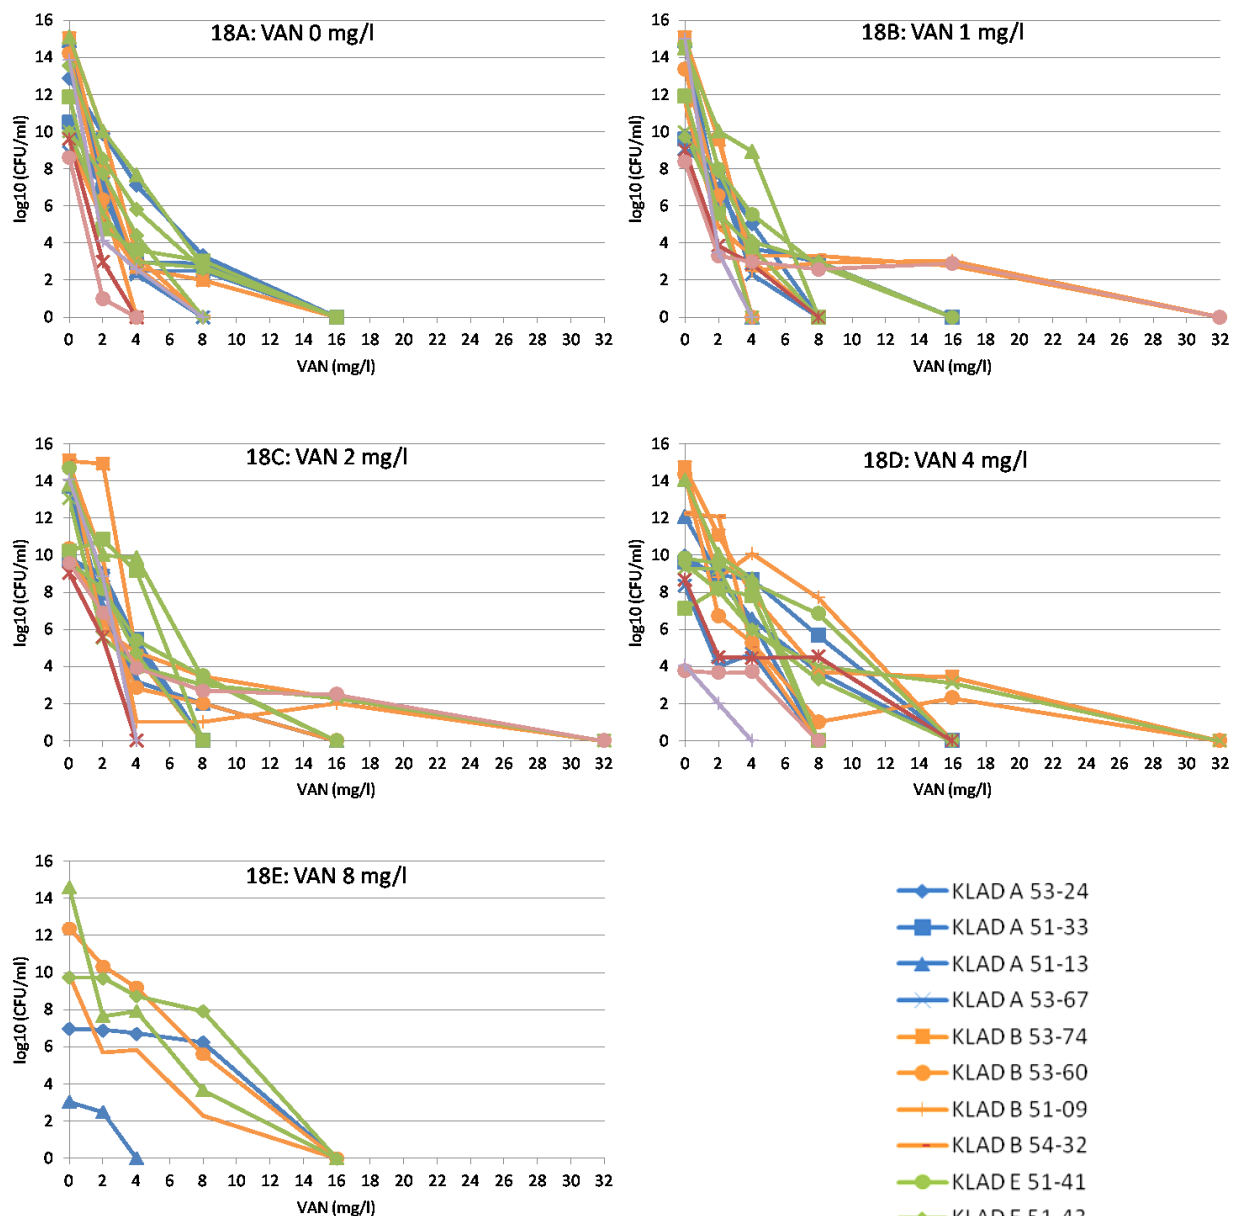 18A: VAN 0 mg/l
log10 (CFU/ml)
16
14
12
10
8
6
4
2
0
0 2 4 6 8 10 12 14 16 18 20 22 24 26 28 30 32
VAN (mg/l)
18B: VAN 1 mg/l
log10 (CFU/ml)
16
14
12
10
8
6
4
2
0
0 2 4 6 8 10 12 14 16 18 20 22 24 26 28 30 32
VAN (mg/l)
18C: VAN 2 mg/l
log10 (CFU/ml)
16
14
12
10
8
6
4
2
0
0 2 4 6 8 10 12 14 16 18 20 22 24 26 28 30 32
VAN (mg/l)
18D: VAN 4 mg/l
log10 (CFU/ml)
16
14
12
10
8
6
4
2
0
0 2 4 6 8 10 12 14 16 18 20 22 24 26 28 30 32
VAN (mg/l)
18E: VAN 8 mg/l
log10 (CFU/ml)
16
14
12
10
8
6
4
2
0
0 2 4 6 8 10 12 14 16 18 20 22 24 26 28 30 32
VAN (mg/l)
KLAD A 53-24
KLAD A 51-33
KLAD A 51-13
KLAD A 53-67
KLAD B 53-74
KLAD B 53-60
KLAD B 51-09
KLAD B 54-32
KLAD E 51-41
KLAD E 51-43